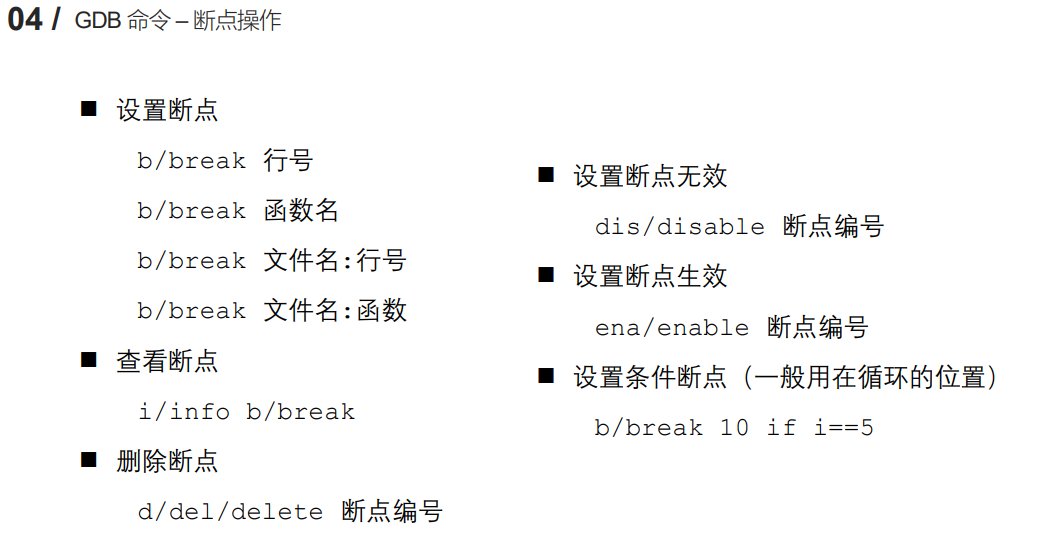 04 / GDB 命令 – 断点操作
■ 设置断点
b/break 行号
b/break 函数名
b/break 文件名:行号
b/break 文件名:函数
■ 查看断点
i/info b/break
■ 删除断点
d/del/delete 断点编号
■ 设置断点无效
dis/disable 断点编号
■ 设置断点生效
ena/enable 断点编号
■ 设置条件断点（一般用在循环的位置）
b/break 10 if i==5